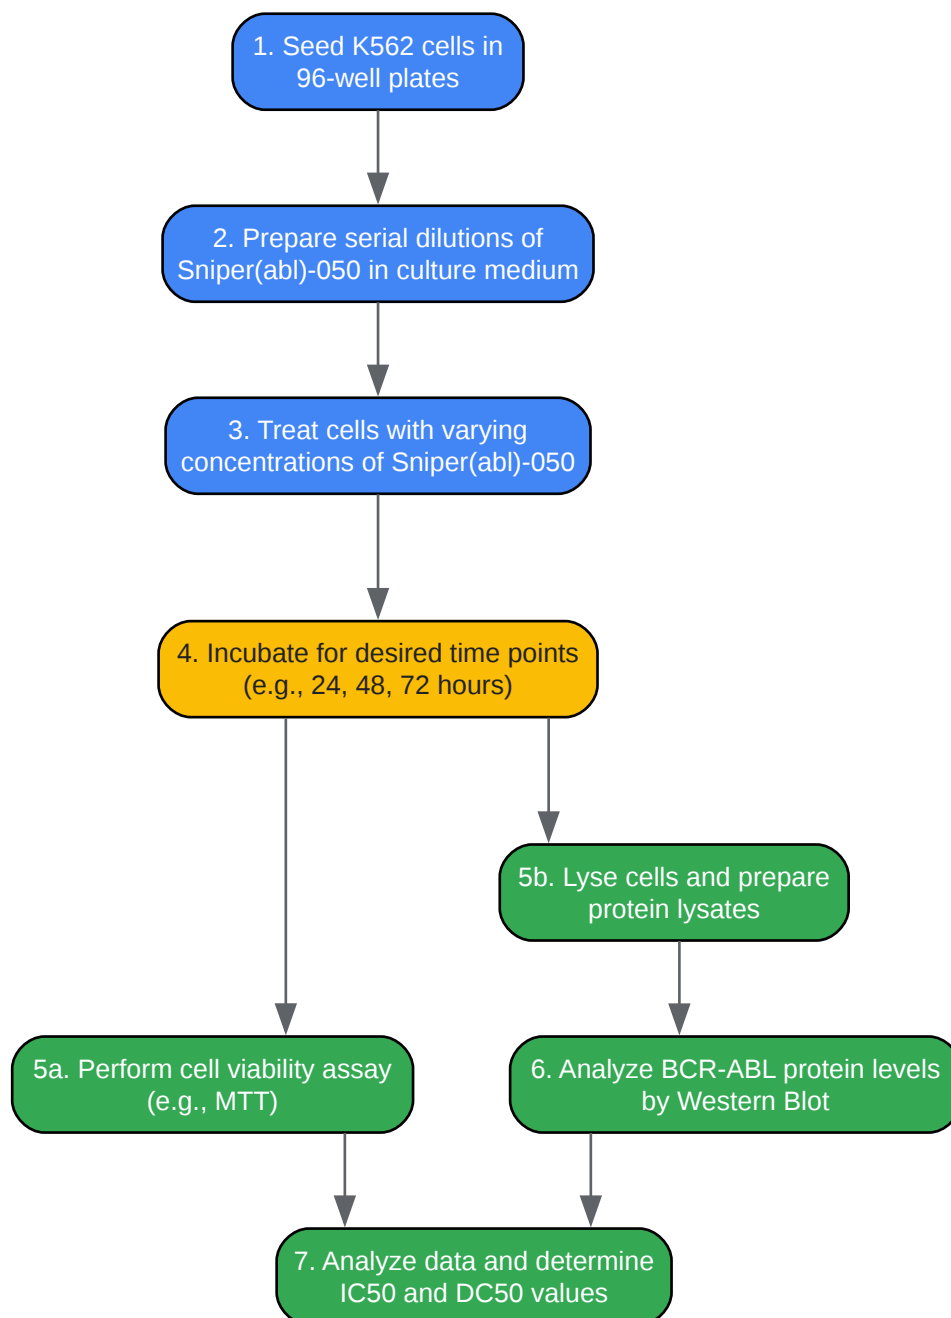 1. Seed K562 cells in
96-well plates
2. Prepare serial dilutions of
Sniper(abl)-050 in culture medium
3. Treat cells with varying
concentrations of Sniper(abl)-050
4. Incubate for desired time points
(e.g., 24, 48, 72 hours)
5b. Lyse cells and prepare
protein lysates
5a. Perform cell viability assay
(e.g., MTT)
6. Analyze BCR-ABL protein levels
by Western Blot
7. Analyze data and determine
IC50 and DC50 values